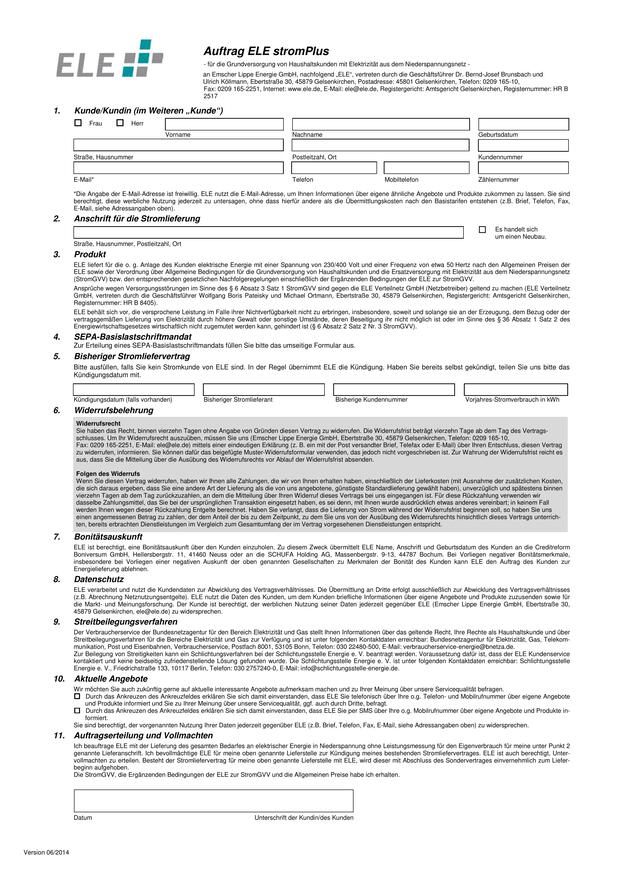 ELE
Auftrag ELE stromPlus
- für die Grundversorgung von Haushaltskunden mit Elektrizität aus dem Niederspannungsnetz -
an Emscher Lippe Energie GmbH, nachfolgend „ELE“, vertreten durch die Geschäftsführer Dr. Bernd-Josef Brunsbach und
Ulrich Köllmann, Ebertstraße 30, 45879 Gelsenkirchen, Postadresse: 45801 Gelsenkirchen, Telefon: 0209 165-10,
Fax: 0209 165-2251, Internet: www.ele.de, E-Mail: ele@ele.de, Registergericht: Amtsgericht Gelsenkirchen, Registernummer: HR B
2517
1. Kunde/Kundin (im Weiteren „Kunde“)
Frau Herr
Vorname Nachname Geburtsdatum
Straße, Hausnummer Postleitzahl, Ort Kundennummer
E-Mail* Telefon Mobiltelefon Zählernummer
*Die Angabe der E-Mail-Adresse ist freiwillig. ELE nutzt die E-Mail-Adresse, um Ihnen Informationen über eigene ähnliche Angebote und Produkte zukommen zu lassen. Sie sind
berechtigt, diese werbliche Nutzung jederzeit zu untersagen, ohne dass hierfür andere als die Übermittlungskosten nach den Basistarifen entstehen (z.B. Brief, Telefon, Fax,
E-Mail, siehe Adressangaben oben).
2. Anschrift für die Stromlieferung
Es handelt sich
um einen Neubau.
Straße, Hausnummer, Postleitzahl, Ort
3. Produkt
ELE liefert für die o. g. Anlage des Kunden elektrische Energie mit einer Spannung von 230/400 Volt und einer Frequenz von etwa 50 Hertz nach den Allgemeinen Preisen der
ELE sowie der Verordnung über Allgemeine Bedingungen für die Grundversorgung von Haushaltskunden und die Ersatzversorgung mit Elektrizität aus dem Niederspannungsnetz
(StromGVV) bzw. den entsprechenden gesetzlichen Nachfolgeregelungen einschließlich der Ergänzenden Bedingungen der ELE zur StromGVV.
Ansprüche wegen Versorgungsstörungen im Sinne des § 6 Absatz 3 Satz 1 StromGVV sind gegen die ELE Verteilnetz GmbH (Netzbetreiber) geltend zu machen (ELE Verteilnetz
GmbH, vertreten durch die Geschäftsführer Wolfgang Boris Pateisky und Michael Ortmann, Ebertstraße 30, 45879 Gelsenkirchen, Registergericht: Amtsgericht Gelsenkirchen,
Registernummer: HR B 8405).
ELE behält sich vor, die versprochene Leistung im Falle ihrer Nichtverfügbarkeit nicht zu erbringen. Das ist insbesondere der Fall, soweit und solange sie an der Erzeugung, dem Bezug oder der
vertragsgemäßen Lieferung von Elektrizität durch höhere Gewalt oder sonstige Umstände, deren Beseitigung ihr nicht möglich ist oder im Sinne des § 36 Absatz 1 Satz 2 des
Energiewirtschaftsgesetzes wirtschaftlich nicht zugemutet werden kann, gehindert ist (§ 6 Absatz 2 Satz 2 Nr. 3 StromGVV).
4. SEPA-Basislastschriftmandat
Zur Erteilung eines SEPA-Basislastschriftmandats füllen Sie bitte das umseitige Formular aus.
5. Bisheriger Stromliefervertrag
Bitte ausfüllen, falls Sie kein Stromkunde von ELE sind. In der Regel übernimmt ELE die Kündigung. Haben Sie bereits selbst gekündigt, teilen Sie uns bitte das
Kündigungsdatum mit.
Kündigungsdatum (falls vorhanden) Bisheriger Stromlieferant Bisherige Kundennummer Vorjahres-Stromverbrauch in kWh
6. Widerrufsbelehrung
Widerrufsrecht
Sie haben das Recht, binnen vierzehn Tagen ohne Angabe von Gründen diesen Vertrag zu widerrufen. Die Widerrufsfrist beträgt vierzehn Tage ab dem Tag des Vertrags-
schlusses. Um Ihr Widerrufsrecht auszuüben, müssen Sie uns (Emscher Lippe Energie GmbH, Ebertstraße 30, 45879 Gelsenkirchen, Telefon: 0209 165-10,
Fax: 0209 165-2251, E-Mail: ele@ele.de) mittels einer eindeutigen Erklärung (z. B. ein mit der Post versandter Brief, Telefax oder E-Mail) über Ihren Entschluss, diesen Vertrag
zu widerrufen, informieren. Sie können dafür das beigefügte Muster-Widerrufsformular verwenden, das jedoch nicht vorgeschrieben ist. Zur Wahrung der Widerrufsfrist reicht es
aus, dass Sie die Mitteilung über die Ausübung des Widerrufsrechts vor Ablauf der Widerrufsfrist absenden.
Folgen des Widerrufs
Wenn Sie diesen Vertrag widerrufen, haben wir Ihnen alle Zahlungen, die wir von Ihnen erhalten haben, einschließlich der Lieferkosten (mit Ausnahme der zusätzlichen Kosten,
die sich daraus ergeben, dass Sie eine andere Art der Lieferung als die von uns angebotene, günstigste Standardlieferung gewählt haben), unverzüglich und spätestens binnen
vierzehn Tagen ab dem Tag zurückzuzahlen, an dem die Mitteilung über Ihren Widerruf dieses Vertrags bei uns eingegangen ist. Für diese Rückzahlung verwenden wir
dasselbe Zahlungsmittel, das Sie bei der ursprünglichen Transaktion eingesetzt haben, es sei denn, mit Ihnen wurde ausdrücklich etwas anderes vereinbart; in keinem Fall
werden Ihnen wegen dieser Rückzahlung Entgelte berechnet. Haben Sie verlangt, dass die Lieferung von Strom während der Widerrufsfrist beginnen soll, so haben Sie uns
einen angemessenen Betrag zu zahlen, der dem Anteil der bis zu dem Zeitpunkt, zu dem Sie uns von der Ausübung des Widerrufsrechts hinsichtlich dieses Vertrags unterrich-
ten, bereits erbrachten Dienstleistungen im Vergleich zum Gesamtumfang der im Vertrag vorgesehenen Dienstleistungen entspricht.
7. Bonitätsauskunft
ELE ist berechtigt, eine Bonitätsauskunft über den Kunden einzuholen. Zu diesem Zweck übermittelt ELE Name, Anschrift und Geburtsdatum des Kunden an die Creditreform
Boniversum GmbH, Hellersbergstr. 11, 41460 Neuss oder an die SCHUFA Holding AG, Massenbergstr. 9-13, 44787 Bochum. Bei Vorliegen negativer Bonitätsmerkmale,
insbesondere bei Vorliegen einer negativen Auskunft der oben genannten Gesellschaften zu Merkmalen der Bonität des Kunden kann ELE den Auftrag des Kunden zur
Energielieferung ablehnen.
8. Datenschutz
ELE verarbeitet und nutzt die Kundendaten zur Abwicklung des Vertragsverhältnisses. Die Übermittlung an Dritte erfolgt ausschließlich zur Abwicklung des Vertragsverhältnisses
(z.B. Abrechnung Netznutzungsentgelte). ELE nutzt die Daten des Kunden, um dem Kunden briefliche Informationen über eigene Angebote und Produkte zuzusenden sowie für
die Markt- und Meinungsforschung. Der Kunde ist berechtigt, der werblichen Nutzung seiner Daten jederzeit gegenüber ELE (Emscher Lippe Energie GmbH, Ebertstraße 30,
45879 Gelsenkirchen, ele@ele.de) zu widersprechen.
9. Streitbeilegungsverfahren
Der Verbraucherservice der Bundesnetzagentur für den Bereich Elektrizität und Gas stellt Ihnen Informationen über das geltende Recht, Ihre Rechte als Haushaltskunde und über
Streitbeilegungsverfahren für die Bereiche Elektrizität und Gas zur Verfügung und ist unter folgenden Kontaktdaten erreichbar: Bundesnetzagentur für Elektrizität, Gas, Telekom-
munikation, Post und Eisenbahnen, Verbraucherservice, Postfach 8001, 53105 Bonn, Telefon: 030 22480-500, E-Mail: verbraucherservice-energie@bnetza.de.
Zur Beilegung von Streitigkeiten kann ein Schlichtungsverfahren bei der Schlichtungsstelle Energie e. V. beantragt werden. Voraussetzung dafür ist, dass der ELE Kundenservice
kontaktiert und keine beidseitig zufriedenstellende Lösung gefunden wurde. Die Schlichtungsstelle Energie e. V. ist unter folgenden Kontaktdaten erreichbar: Schlichtungsstelle
Energie e. V., Friedrichstraße 133, 10117 Berlin, Telefon: 030 2757240-0, E-Mail: info@schlichtungsstelle-energie.de.
10. Aktuelle Angebote
Wir möchten Sie auch zukünftig gerne auf aktuelle interessante Angebote aufmerksam machen und zu Ihrer Meinung über unsere Servicequalität befragen.
Durch das Ankreuzen des Ankreuzfeldes erklären Sie sich damit einverstanden, dass ELE Sie telefonisch über Ihre o.g. Telefon- und Mobilrufnummer über eigene Angebote
und Produkte informiert und Sie zu Ihrer Meinung über unsere Servicequalität, ggf. auch durch Dritte, befragt.
Durch das Ankreuzen des Ankreuzfeldes erklären Sie sich damit einverstanden, dass ELE Sie per SMS über Ihre o.g. Mobilrufnummer über eigene Angebote und Produkte in-
formiert.
Sie sind berechtigt, der vorgenannten Nutzung Ihrer Daten jederzeit gegenüber ELE (z.B. Brief, Telefon, Fax, E-Mail, siehe Adressangaben oben) zu widersprechen.
11. Auftragserteilung und Vollmachten
Ich beauftrage ELE mit der Lieferung des gesamten Bedarfes an elektrischer Energie in Niederspannung ohne Leistungsmessung für den Eigenverbrauch für meine unter Punkt 2
genannte Lieferanschrift. Ich bevollmächtige ELE für meine oben genannte Lieferstelle zur Kündigung meines bestehenden Stromliefervertrages. ELE ist auch berechtigt, Unter-
vollmachten zu erteilen. Besteht der Stromliefervertrag für meine oben genannte Lieferstelle mit ELE, wird dieser mit Abschluss des Sondervertrages einvernehmlich zum Liefer-
beginn aufgehoben.
Die StromGVV, die Ergänzenden Bedingungen der ELE zur StromGVV und die Allgemeinen Preise habe ich erhalten.
Datum Unterschrift der Kundin/des Kunden
Version 06/2014